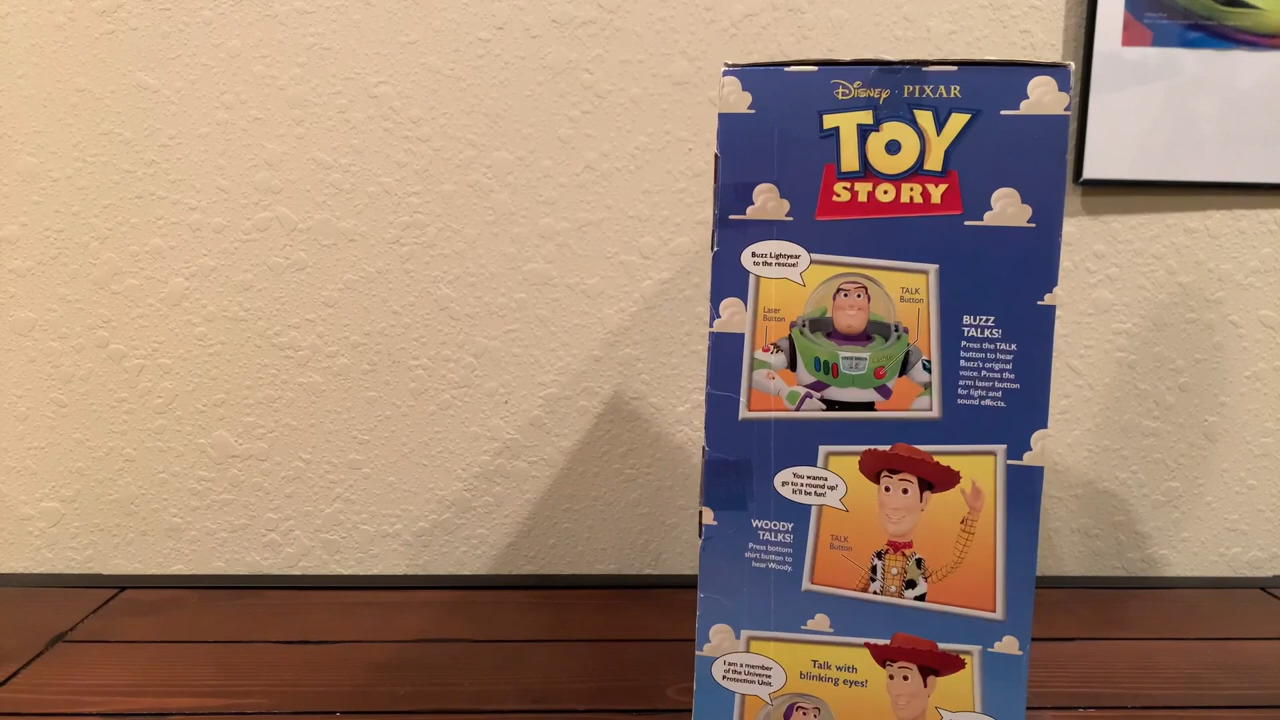 Disney · PIXAR
TOY
STORY
Buzz Lightyear
to the rescue!
Laser
Button
TALK
Button
BUZZ
TALKS!
Press the TALK
button to hear
Buzz's original
voice. Press the
arm laser button
for light and
sound effects.
You wanna
go to a round up?
It'll be fun!
WOODY
TALKS!
Press bottom
shirt button to
hear Woody.
TALK
Button
I am a member
of the Universe
Protection Unit.
Talk with
blinking eyes!